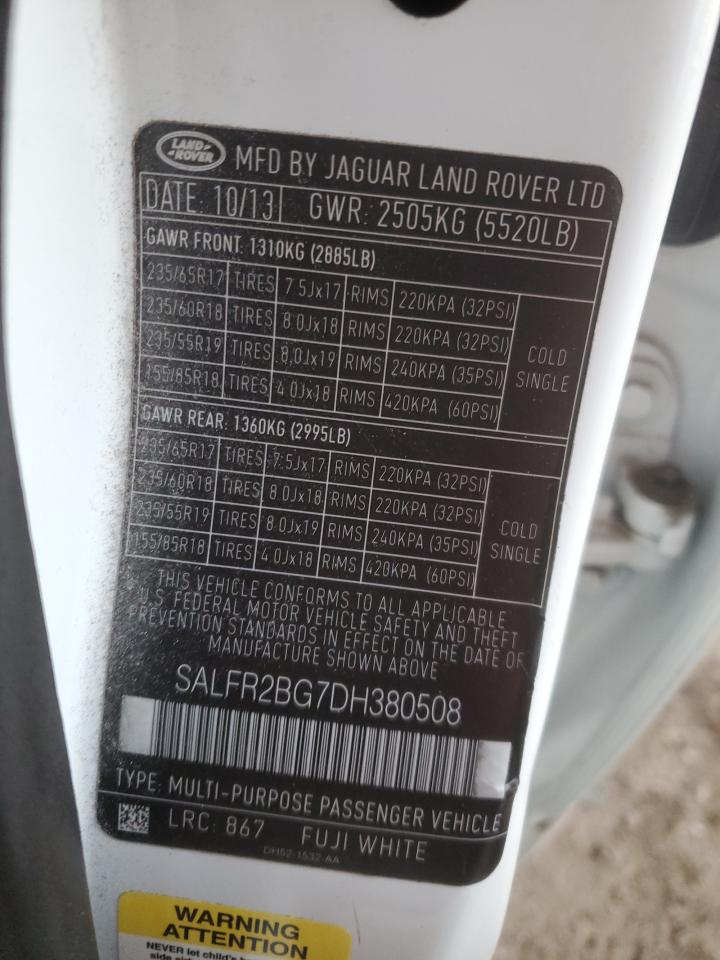 LAND ROVER MFD BY JAGUAR LAND ROVER LTD
DATE: 10/13 GWR: 2505KG (5520LB)
GAWR FRONT: 1310KG (2885LB)
235/65R17 TIRES 7.5Jx17 RIMS 220KPA (32PSI)
235/60R18 TIRES 8.0Jx18 RIMS 220KPA (32PSI)
235/55R19 TIRES 8.0Jx19 RIMS 240KPA (35PSI)
155/85R18 TIRES 4.0Jx18 RIMS 420KPA (60PSI)
COLD
SINGLE
GAWR REAR: 1360KG (2995LB)
235/65R17 TIRES 7.5Jx17 RIMS 220KPA (32PSI)
235/60R18 TIRES 8.0Jx18 RIMS 220KPA (32PSI)
235/55R19 TIRES 8.0Jx19 RIMS 240KPA (35PSI)
155/85R18 TIRES 4.0Jx18 RIMS 420KPA (60PSI)
COLD
SINGLE
THIS VEHICLE CONFORMS TO ALL APPLICABLE
U.S. FEDERAL MOTOR VEHICLE SAFETY AND THEFT
PREVENTION STANDARDS IN EFFECT ON THE DATE OF
MANUFACTURE SHOWN ABOVE
SALFR2BG7DH380508
TYPE: MULTI-PURPOSE PASSENGER VEHICLE
LRC: 867 FUJI WHITE
DH52-1532-AA
WARNING
ATTENTION
NEVER let child's